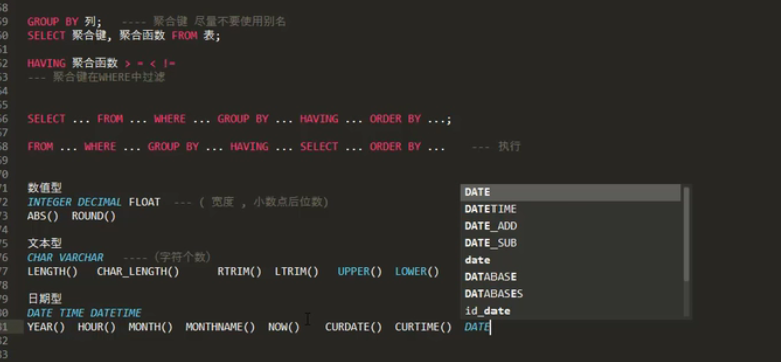 58
59 GROUP BY 列;   ---- 聚合键 尽量不要使用别名
60 SELECT 聚合键, 聚合函数 FROM 表;
61
62 HAVING 聚合函数 > = < !=
63 --- 聚合键在WHERE中过滤
64
65
66 SELECT ... FROM ... WHERE ... GROUP BY ... HAVING ... ORDER BY ...;
67
68 FROM ... WHERE ... GROUP BY ... HAVING ... SELECT ... ORDER BY ...    --- 执行
69
70
71 数值型
72 INTEGER DECIMAL FLOAT  --- ( 宽度 , 小数点后位数)
73 ABS()  ROUND()
74
75 文本型
76 CHAR VARCHAR   ---- (字符个数)
77 LENGTH()   CHAR_LENGTH()      RTRIM()  LTRIM()   UPPER()  LOWER()
78
79 日期型
80 DATE TIME DATETIME
81 YEAR()  HOUR()  MONTH()  MONTHNAME()  NOW()    CURDATE()  CURTIME()  DATE
82
83
DATE
DATETIME
DATE_ADD
DATE_SUB
date
DATABASE
DATABASES
id_date